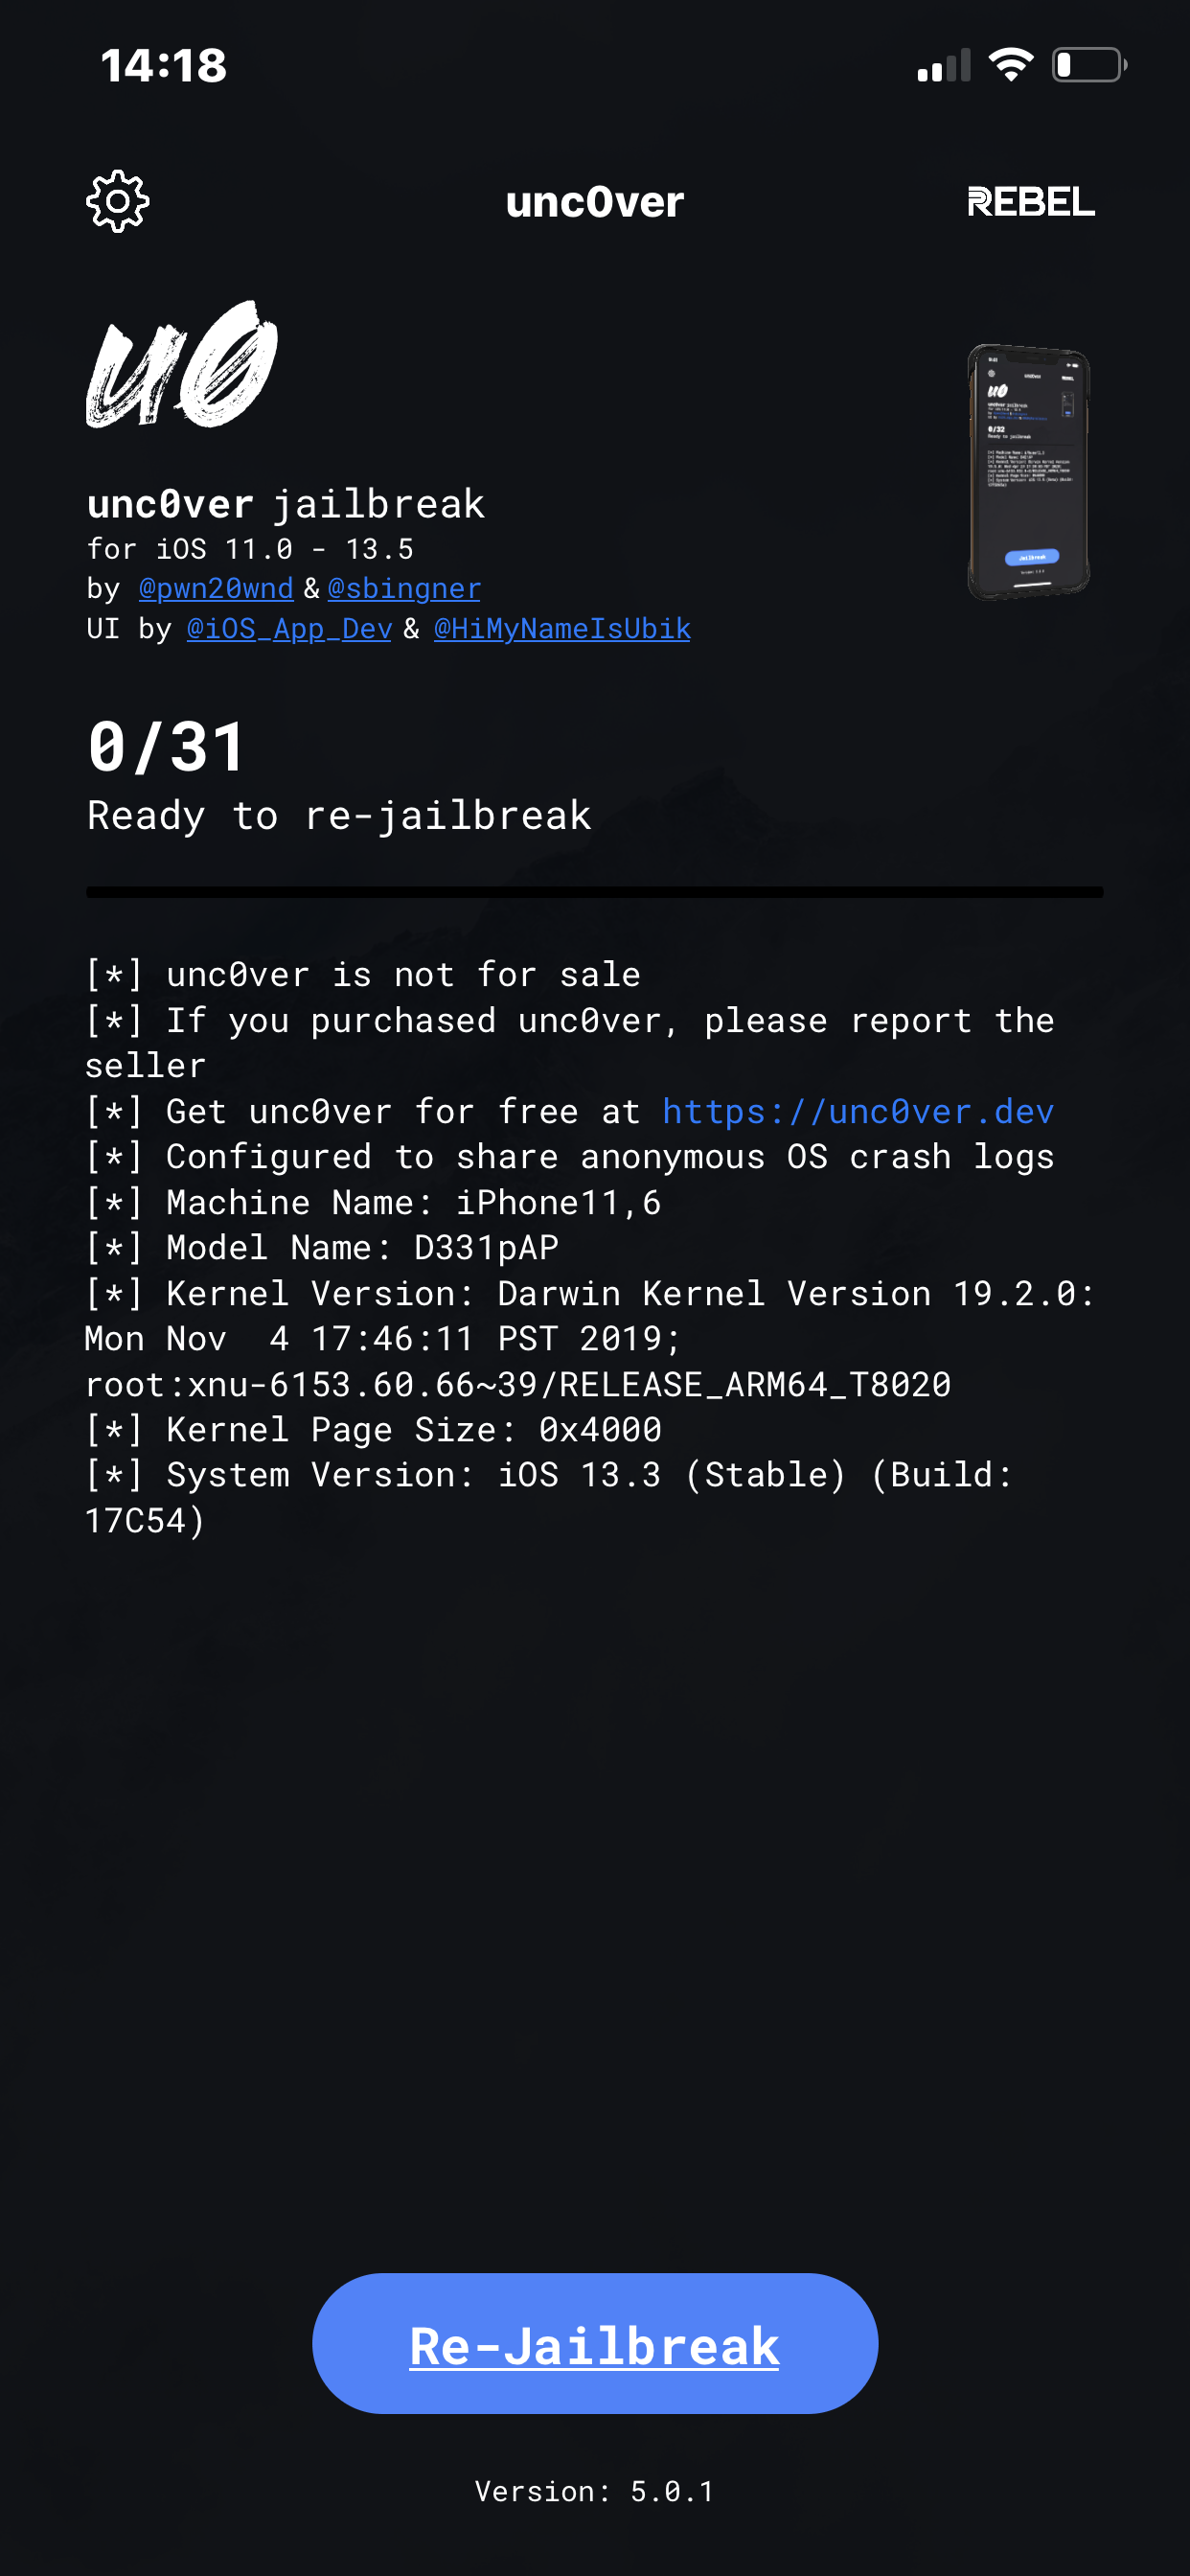 14:18
unc0ver
REBEL
u0
unc0ver jailbreak
for iOS 11.0 - 13.5
by @pwn20wnd & @sbingner
UI by @iOS_App_Dev & @HiMyNameIsUbik
0/31
Ready to re-jailbreak
[*] unc0ver is not for sale
[*] If you purchased unc0ver, please report the
seller
[*] Get unc0ver for free at https://unc0ver.dev
[*] Configured to share anonymous OS crash logs
[*] Machine Name: iPhone11,6
[*] Model Name: D331pAP
[*] Kernel Version: Darwin Kernel Version 19.2.0:
Mon Nov  4 17:46:11 PST 2019;
root:xnu-6153.60.66~39/RELEASE_ARM64_T8020
[*] Kernel Page Size: 0x4000
[*] System Version: iOS 13.3 (Stable) (Build:
17C54)
Re-Jailbreak
Version: 5.0.1